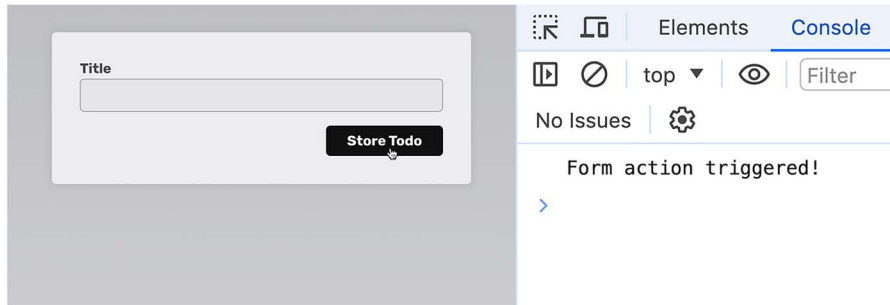 Title
Store Todo
Elements
Console
top
Filter
No Issues
Form action triggered!